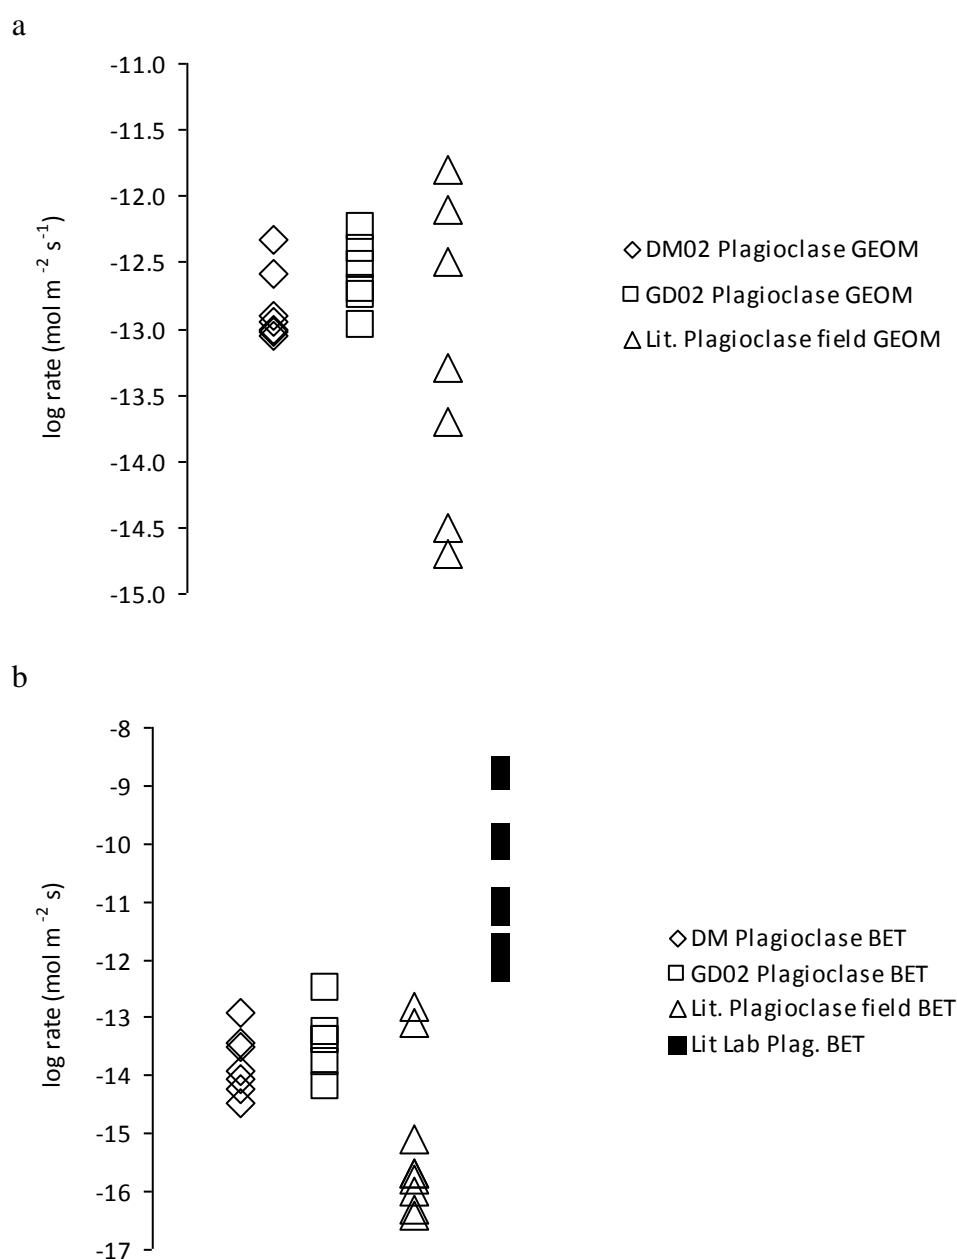 a
-11.0
-11.5
-12.0
-12.5
-13.0
-13.5
-14.0
-14.5
-15.0
log rate (mol m -2 s-1)
DM02 Plagioclase GEOM
GD02 Plagioclase GEOM
Lit. Plagioclase field GEOM
b
-8
-9
-10
-11
-12
-13
-14
-15
-16
-17
log rate (mol m -2 s)
DM Plagioclase BET
GD02 Plagioclase BET
Lit. Plagioclase field BET
Lit Lab Plag. BET